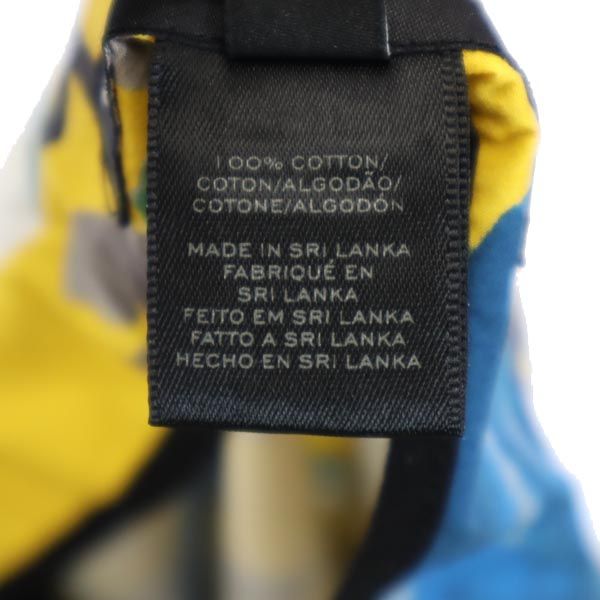 100% COTTON/
COTON/ALGODÃO/
COTONE/ALGODÓN
MADE IN SRI LANKA
FABRIQUÉ EN
SRI LANKA
FEITO EM SRI LANKA
FATTO A SRI LANKA
HECHO EN SRI LANKA